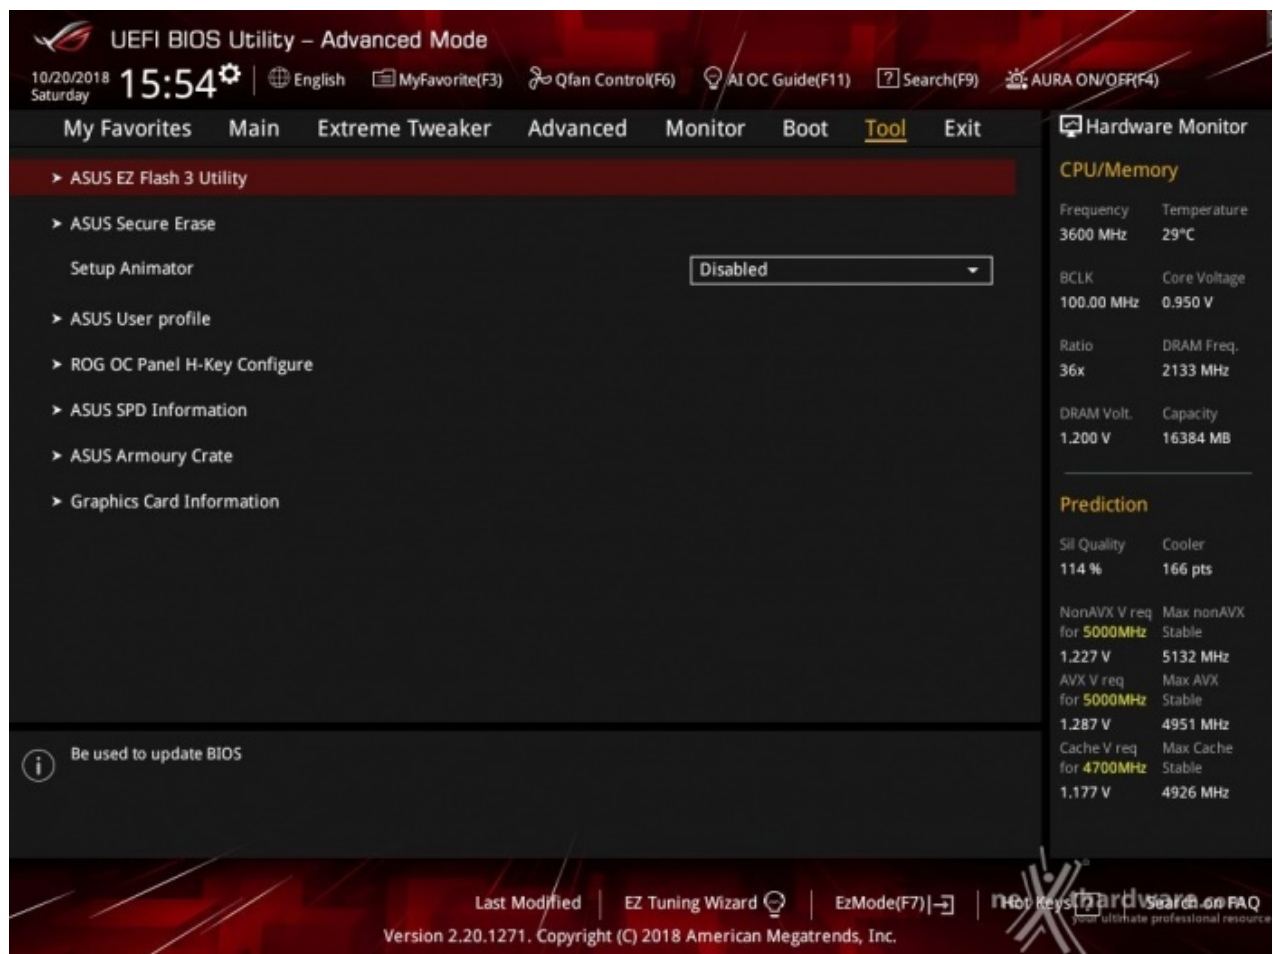 UEFI BIOS Utility – Advanced Mode
10/20/2018
Saturday
15:54
English
MyFavorite(F3)
Qfan Control(F6)
AI OC Guide(F11)
? Search(F9)
AURA ON/OFF(F4)
My Favorites Main Extreme Tweaker Advanced Monitor Boot Tool Exit
Hardware Monitor
ASUS EZ Flash 3 Utility
ASUS Secure Erase
Setup Animator Disabled
ASUS User profile
ROG OC Panel H-Key Configure
ASUS SPD Information
ASUS Armoury Crate
Graphics Card Information
CPU/Memory
Frequency Temperature
3600 MHz 29°C
BCLK Core Voltage
100.00 MHz 0.950 V
Ratio DRAM Freq.
36x 2133 MHz
DRAM Volt. Capacity
1.200 V 16384 MB
Prediction
Sil Quality Cooler
114 % 166 pts
NonAVX V req Max nonAVX
for 5000MHz Stable
1.227 V 5132 MHz
AVX V req Max AVX
for 5000MHz Stable
1.287 V 4951 MHz
Cache V req Max Cache
for 4700MHz Stable
1.177 V 4926 MHz
Be used to update BIOS
Last Modified
EZ Tuning Wizard
EzMode(F7)
Hot Keys ?
Search on FAQ
your ultimate professional resource
Version 2.20.1271. Copyright (C) 2018 American Megatrends, Inc.